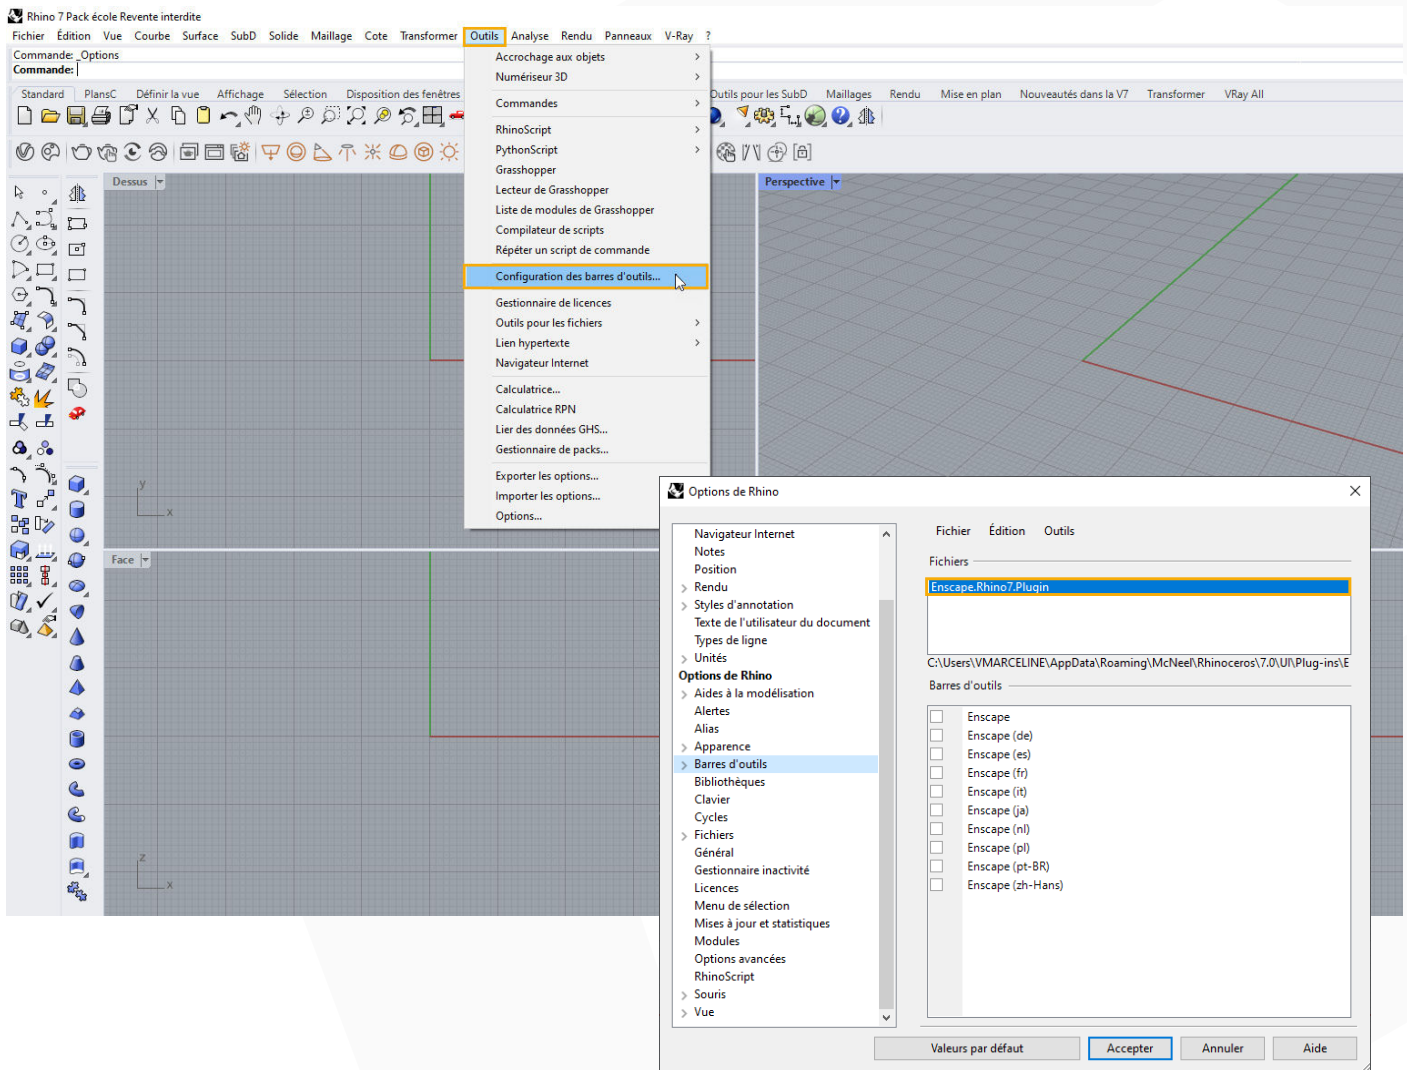 Rhino 7 Pack école Revente interdite
Fichier Édition Vue Courbe Surface SubD Solide Maillage Cote Transformer Outils Analyse Rendu Panneaux V-Ray ?
Commande: _Options
Commande:
Standard PlansC Définir la vue Affichage Sélection Disposition des fenêtres Outils pour les SubD Maillages Rendu Mise en plan Nouveautés dans la V7 Transformer VRay All
Accrochage aux objets
Numériseur 3D
Commandes
RhinoScript
PythonScript
Grasshopper
Lecteur de Grasshopper
Liste de modules de Grasshopper
Compilateur de scripts
Répéter un script de commande
Configuration des barres d'outils...
Gestionnaire de licences
Outils pour les fichiers
Lien hypertexte
Navigateur Internet
Calculatrice...
Calculatrice RPN
Lier des données GHS...
Gestionnaire de packs...
Exporter les options...
Importer les options...
Options...
Dessus
y
x
Perspective
Face
z
x
Options de Rhino
Navigateur Internet
Notes
Position
Rendu
Styles d'annotation
Texte de l'utilisateur du document
Types de ligne
Unités
Options de Rhino
Aides à la modélisation
Alertes
Alias
Apparence
Barres d'outils
Bibliothèques
Clavier
Cycles
Fichiers
Général
Gestionnaire inactivité
Licences
Menu de sélection
Mises à jour et statistiques
Modules
Options avancées
RhinoScript
Souris
Vue
Fichier Édition Outils
Fichiers
Enscape.Rhino7.Plugin
C:\Users\VMARCELINE\AppData\Roaming\McNeel\Rhinoceros\7.0\UI\Plug-ins\E
Barres d'outils
Enscape
Enscape (de)
Enscape (es)
Enscape (fr)
Enscape (it)
Enscape (ja)
Enscape (nl)
Enscape (pl)
Enscape (pt-BR)
Enscape (zh-Hans)
Valeurs par défaut Accepter Annuler Aide